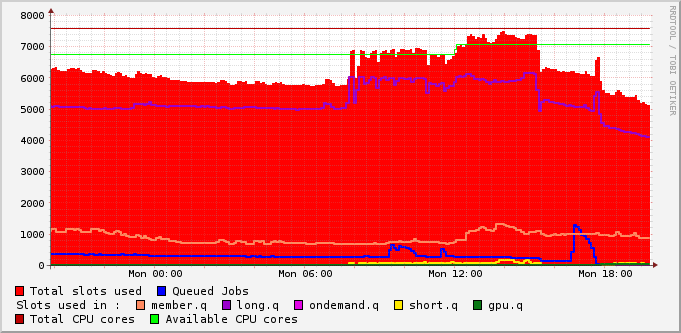 8000
7000
6000
5000
4000
3000
2000
1000
0
Mon 00:00 Mon 06:00 Mon 12:00 Mon 18:00
Total slots used Queued Jobs
Slots used in : member.q long.q ondemand.q short.q gpu.q
Total CPU cores Available CPU cores
RRDTOOL / TOBI OETIKER